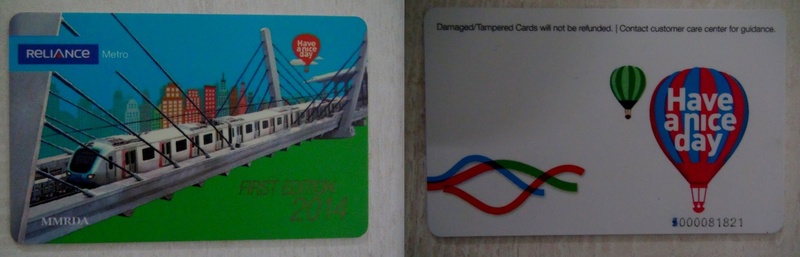 RELIANCE Metro
Have
a nice
day
FIRST EDITION
2014
MMRDA
Damaged/Tampered Cards will not be refunded. | Contact customer care center for guidance.
Have
a nice
day
000081821